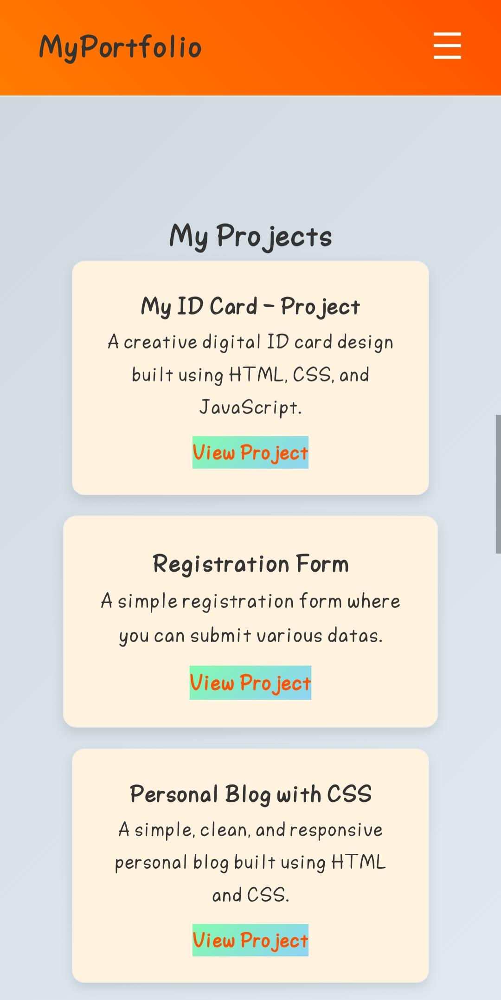 MyPortfolio
My Projects
My ID Card - Project
A creative digital ID card design
built using HTML, CSS, and
JavaScript.
View Project
Registration Form
A simple registration form where
you can submit various datas.
View Project
Personal Blog with CSS
A simple, clean, and responsive
personal blog built using HTML
and CSS.
View Project